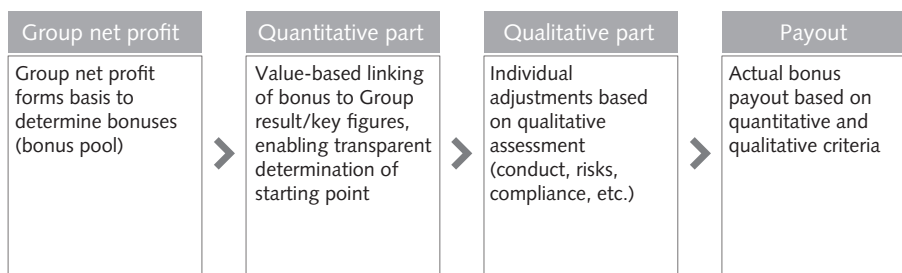 Group net profit
Group net profit
forms basis to
determine bonuses
(bonus pool)
Quantitative part
Value-based linking
of bonus to Group
result/key figures,
enabling transparent
determination of
starting point
Qualitative part
Individual
adjustments based
on qualitative
assessment
(conduct, risks,
compliance, etc.)
Payout
Actual bonus
payout based on
quantitative and
qualitative criteria